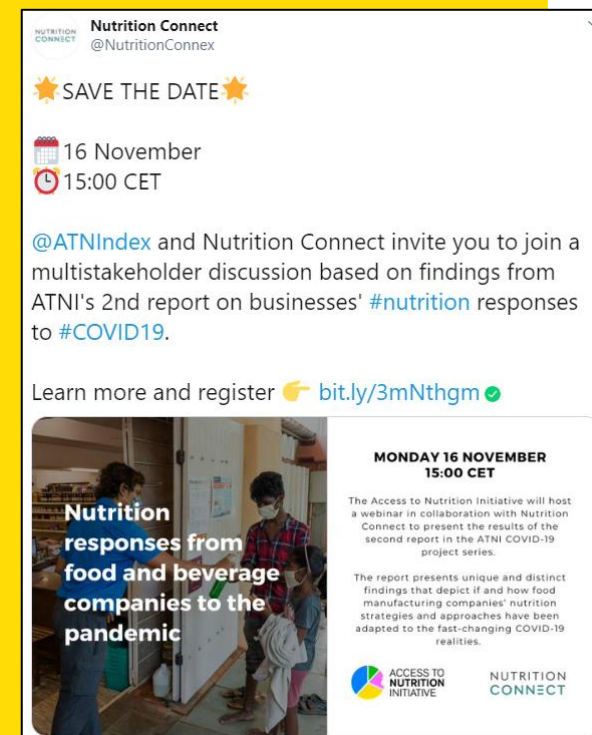 NUTRITION
CONNECT
Nutrition Connect
@NutritionConnex
SAVE THE DATE
16 November
15:00 CET
@ATNIndex and Nutrition Connect invite you to join a
multistakeholder discussion based on findings from
ATNI's 2nd report on businesses' #nutrition responses
to #COVID19.
Learn more and register 👉 bit.ly/3mNthgm
Nutrition
responses from
food and beverage
companies to the
pandemic
MONDAY 16 NOVEMBER
15:00 CET
The Access to Nutrition Initiative will host
a webinar in collaboration with Nutrition
Connect to present the results of the
second report in the ATNI COVID-19
project series.
The report presents unique and distinct
findings that depict if and how food
manufacturing companies' nutrition
strategies and approaches have been
adapted to the fast-changing COVID-19
realities.
ACCESS TO
NUTRITION
INITIATIVE
NUTRITION
CONNECT